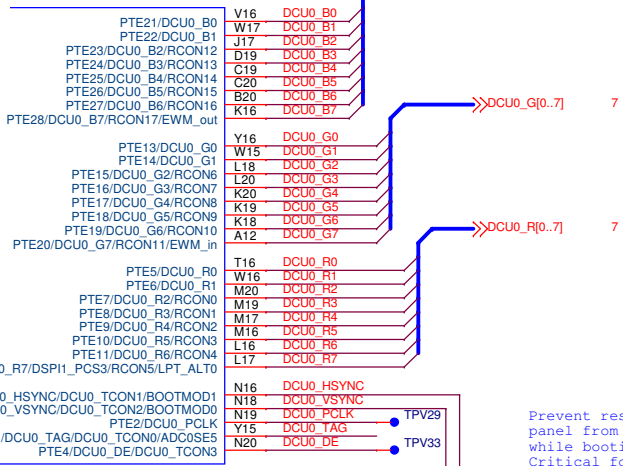 PTE21/DCU0_B0 V16 DCU0_B0
PTE22/DCU0_B1 W17 DCU0_B1
PTE23/DCU0_B2/RCON12 J17 DCU0_B2
PTE24/DCU0_B3/RCON13 D19 DCU0_B3
PTE25/DCU0_B4/RCON14 C19 DCU0_B4
PTE26/DCU0_B5/RCON15 C20 DCU0_B5
PTE27/DCU0_B6/RCON16 B20 DCU0_B6
PTE28/DCU0_B7/RCON17/EWM_out K16 DCU0_B7
DCU0_G[0..7] 7
PTE13/DCU0_G0 Y16 DCU0_G0
PTE14/DCU0_G1 W15 DCU0_G1
PTE15/DCU0_G2/RCON6 L18 DCU0_G2
PTE16/DCU0_G3/RCON7 L20 DCU0_G3
PTE17/DCU0_G4/RCON8 K20 DCU0_G4
PTE18/DCU0_G5/RCON9 K19 DCU0_G5
PTE19/DCU0_G6/RCON10 K18 DCU0_G6
PTE20/DCU0_G7/RCON11/EWM_in A12 DCU0_G7
DCU0_R[0..7] 7
PTE5/DCU0_R0 T16 DCU0_R0
PTE6/DCU0_R1 W16 DCU0_R1
PTE7/DCU0_R2/RCON0 M20 DCU0_R2
PTE8/DCU0_R3/RCON1 M19 DCU0_R3
PTE9/DCU0_R4/RCON2 M17 DCU0_R4
PTE10/DCU0_R5/RCON3 M16 DCU0_R5
PTE11/DCU0_R6/RCON4 L16 DCU0_R6
0_R7/DSPI1_PCS3/RCON5/LPT_ALT0 L17 DCU0_R7
0_HSYNC/DCU0_TCON1/BOOTMOD1 N16 DCU0_HSYNC
0_VSYNC/DCU0_TCON2/BOOTMOD0 N18 DCU0_VSYNC
PTE2/DCU0_PCLK N19 DCU0_PCLK TPV29
/DCU0_TAG/DCU0_TCON0/ADC0SE5 Y15 DCU0_TAG
PTE4/DCU0_DE/DCU0_TCON3 N20 DCU0_DE TPV33
Prevent res
panel from
while booti
Critical fo